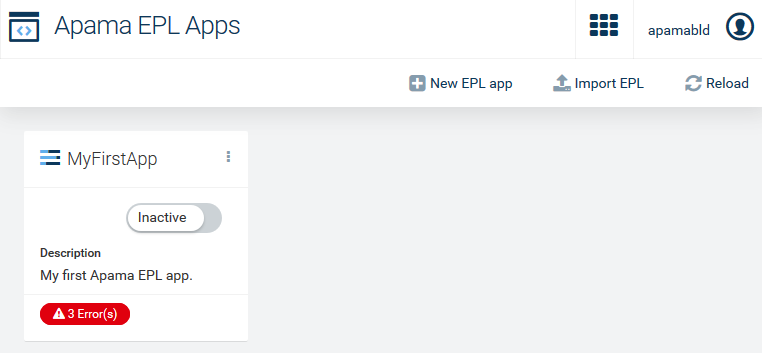 Apama EPL Apps
apamabld
New EPL app
Import EPL
Reload
MyFirstApp
Inactive
Description
My first Apama EPL app.
3 Error(s)